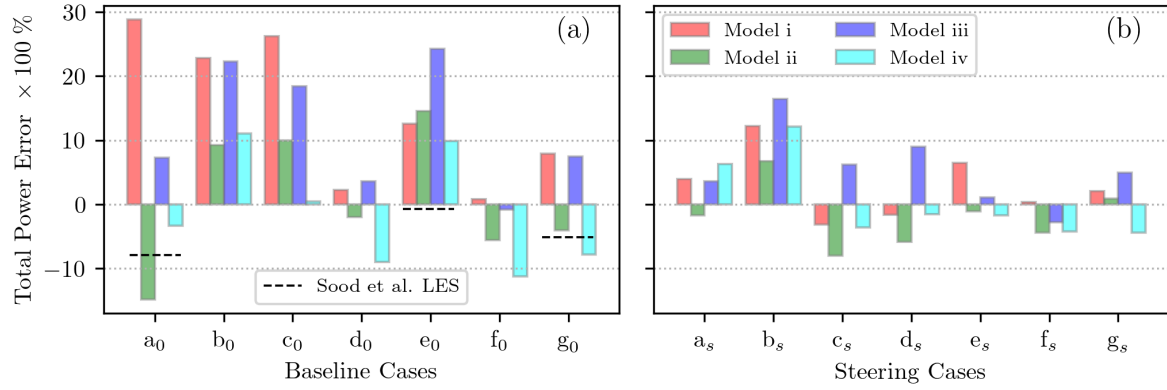 Total Power Error × 100 %
30
20
10
0
−10
(a)
Sood et al. LES
a₀ b₀ c₀ d₀ e₀ f₀ g₀
Baseline Cases
Model i
Model ii
Model iii
Model iv
(b)
aₛ bₛ cₛ dₛ eₛ fₛ gₛ
Steering Cases